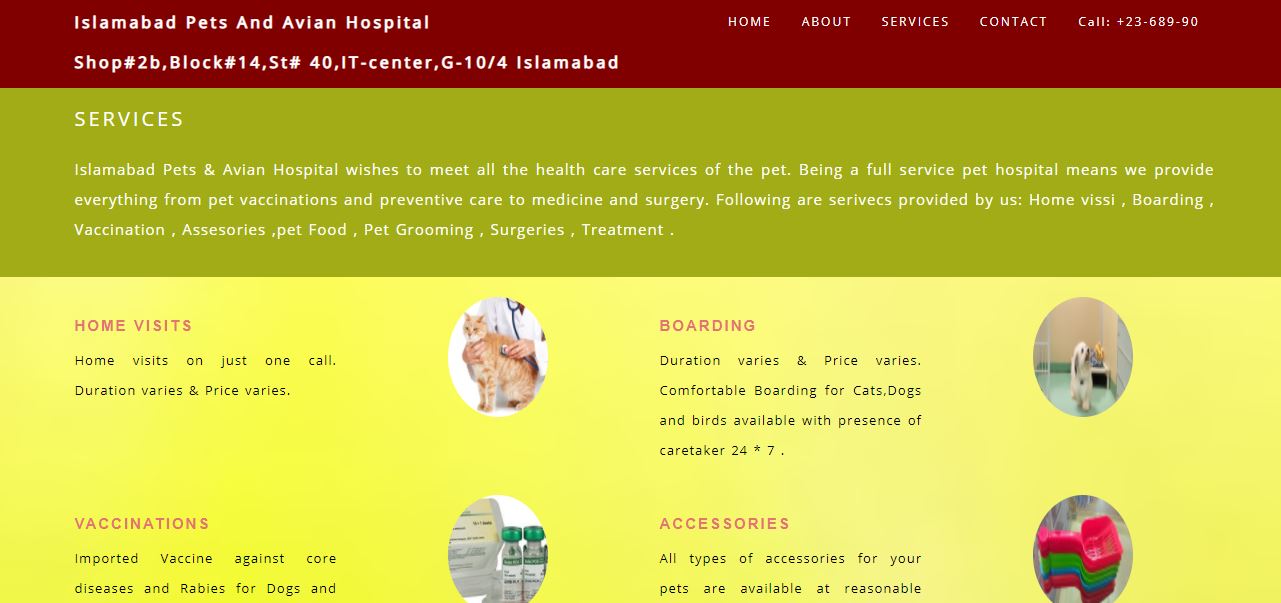 Islamabad Pets And Avian Hospital
HOME ABOUT SERVICES CONTACT Call: +23-689-90
Shop#2b,Block#14,St# 40,IT-center,G-10/4 Islamabad
SERVICES
Islamabad Pets & Avian Hospital wishes to meet all the health care services of the pet. Being a full service pet hospital means we provide
everything from pet vaccinations and preventive care to medicine and surgery. Following are serivecs provided by us: Home vissi , Boarding ,
Vaccination , Assesories ,pet Food , Pet Grooming , Surgeries , Treatment .
HOME VISITS
Home visits on just one call.
Duration varies & Price varies.
BOARDING
Duration varies & Price varies.
Comfortable Boarding for Cats,Dogs
and birds available with presence of
caretaker 24 * 7 .
VACCINATIONS
Imported Vaccine against core
diseases and Rabies for Dogs and
ACCESSORIES
All types of accessories for your
pets are available at reasonable